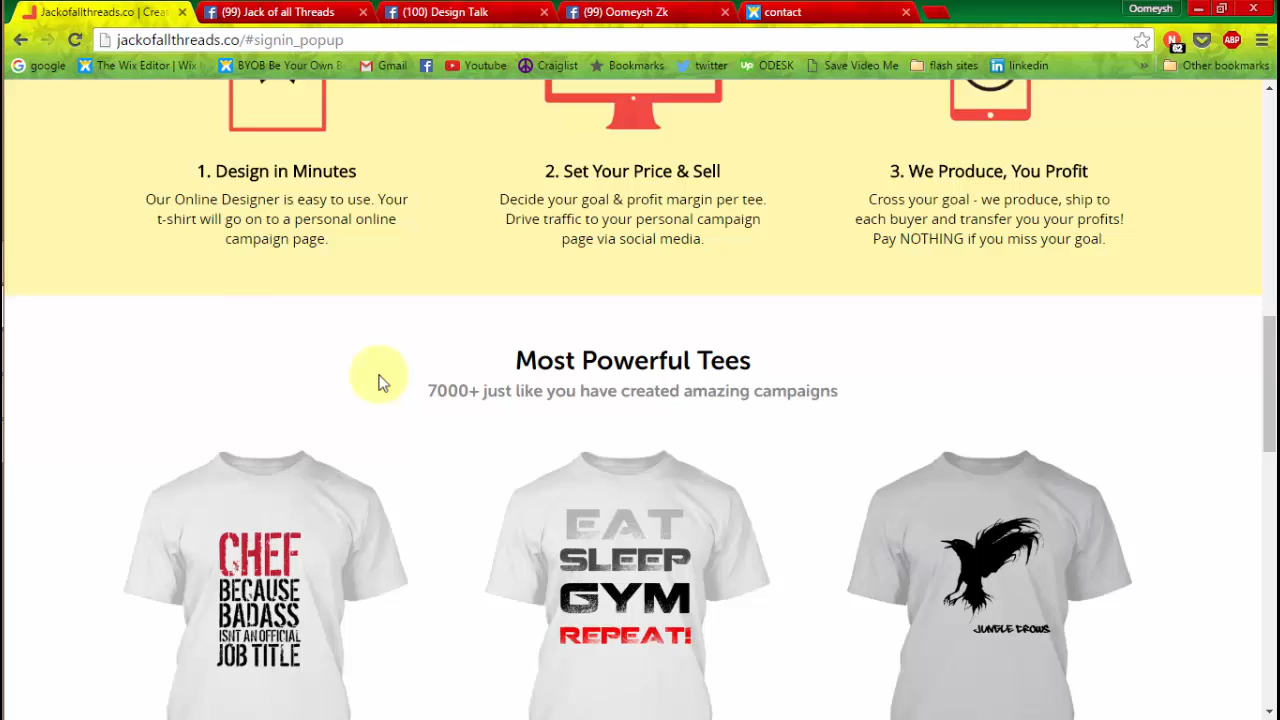 Jackofallthreads.co | Crea
(99) Jack of all Threads
(100) Design Talk
(99) Oomeysh Zk
contact
Oomeysh
jackofallthreads.co/#signin_popup
N
62
ABP
google
The Wix Editor | Wix
BYOB Be Your Own B
Gmail
Youtube
Craiglist
Bookmarks
twitter
Up ODESK
Save Video Me
flash sites
linkedin
»
Other bookmarks
1. Design in Minutes
Our Online Designer is easy to use. Your
t-shirt will go on to a personal online
campaign page.
2. Set Your Price & Sell
Decide your goal & profit margin per tee.
Drive traffic to your personal campaign
page via social media.
3. We Produce, You Profit
Cross your goal - we produce, ship to
each buyer and transfer you your profits!
Pay NOTHING if you miss your goal.
Most Powerful Tees
7000+ just like you have created amazing campaigns
CHEF
BECAUSE
BADASS
ISNT AN OFFICIAL
JOB TITLE
EAT
SLEEP
GYM
REPEAT!
JUNGLE CROWS